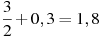 3/2 + 0,3 = 1,8